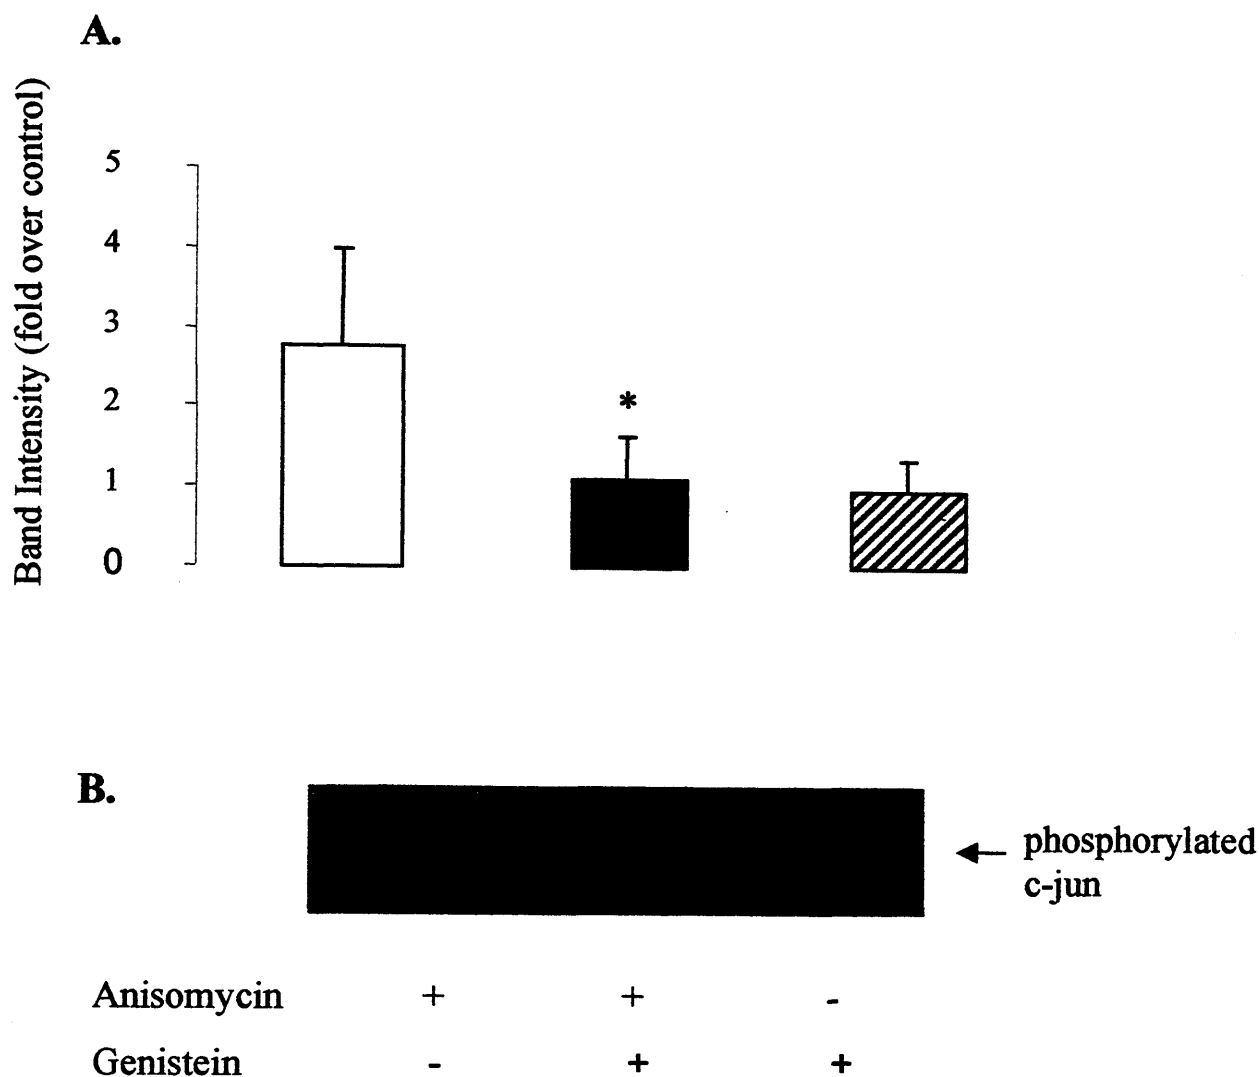 A.
Band Intensity (fold over control)
5
4
3
2
1
0
*
B.
phosphorylated
c-jun
Anisomycin + + -
Genistein - + +